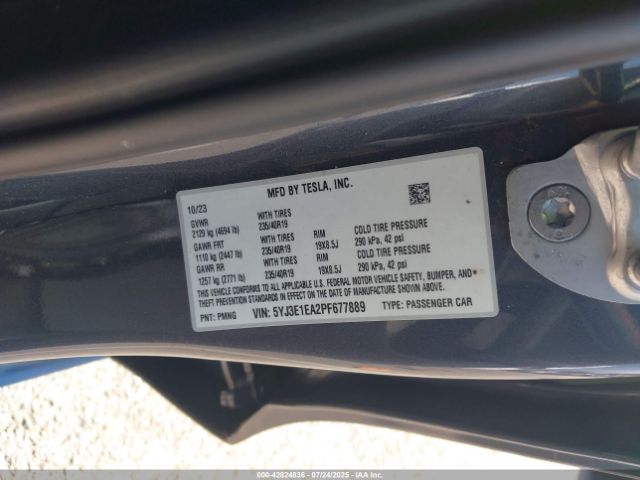 MFD BY TESLA, INC.
10/23
GVWR WITH TIRES
2129 kg (4694 lb) 235/40R19
GAWR FRT WITH TIRES RIM COLD TIRE PRESSURE
1110 kg (2447 lb) 235/40R19 19X8.5J 290 kPa, 42 psi
GAWR RR WITH TIRES RIM COLD TIRE PRESSURE
1257 kg (2771 lb) 235/40R19 19X8.5J 290 kPa, 42 psi
THIS VEHICLE CONFORMS TO ALL APPLICABLE U.S. FEDERAL MOTOR VEHICLE SAFETY, BUMPER, AND
THEFT PREVENTION STANDARDS IN EFFECT ON THE DATE OF MANUFACTURE SHOWN ABOVE.
PNT: PMNG VIN: 5YJ3E1EA2PF677889 TYPE: PASSENGER CAR
000-42824836 - 07/24/2025 - COPYRIGHT © IAA, LLC